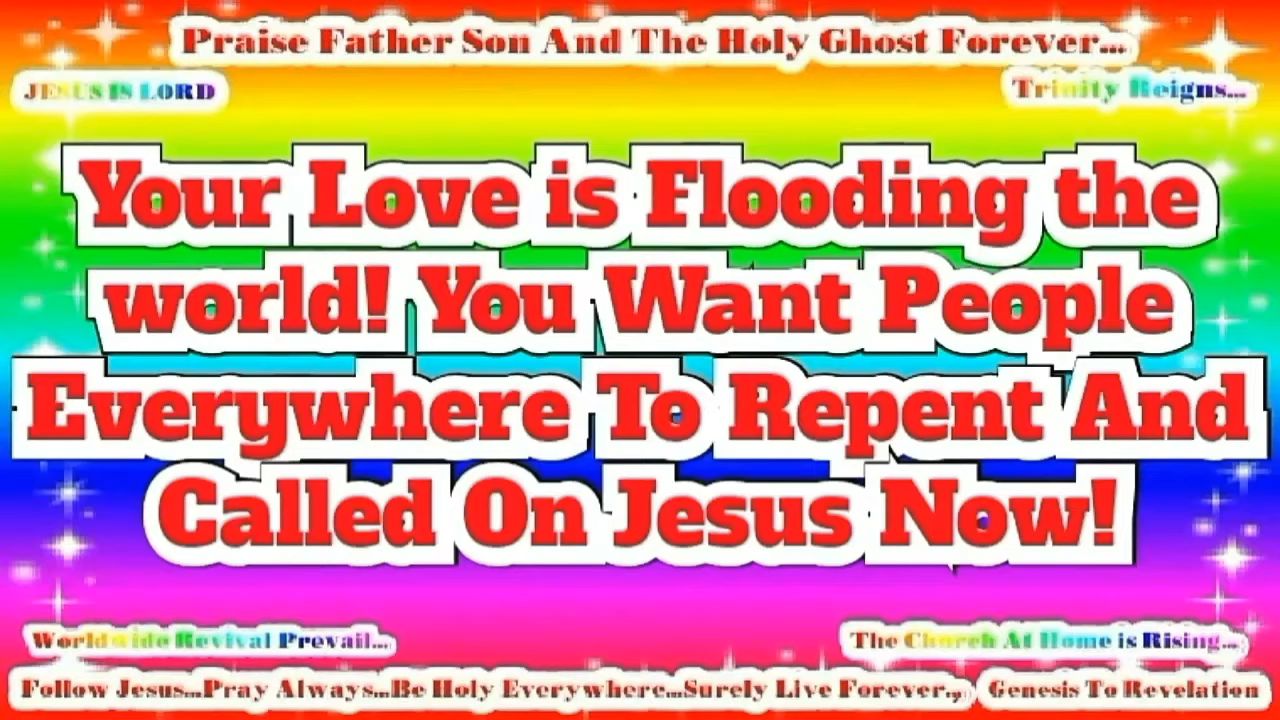 Praise Father Son And The Holy Ghost Forever...
JESUS IS LORD
Trinity Reigns...
Your Love is Flooding the
world! You Want People
Everywhere To Repent And
Called On Jesus Now!
Worldwide Revival Prevail...
The Church At Home is Rising...
Follow Jesus...Pray Always...Be Holy Everywhere...Surely Live Forever..,
Genesis To Revelation